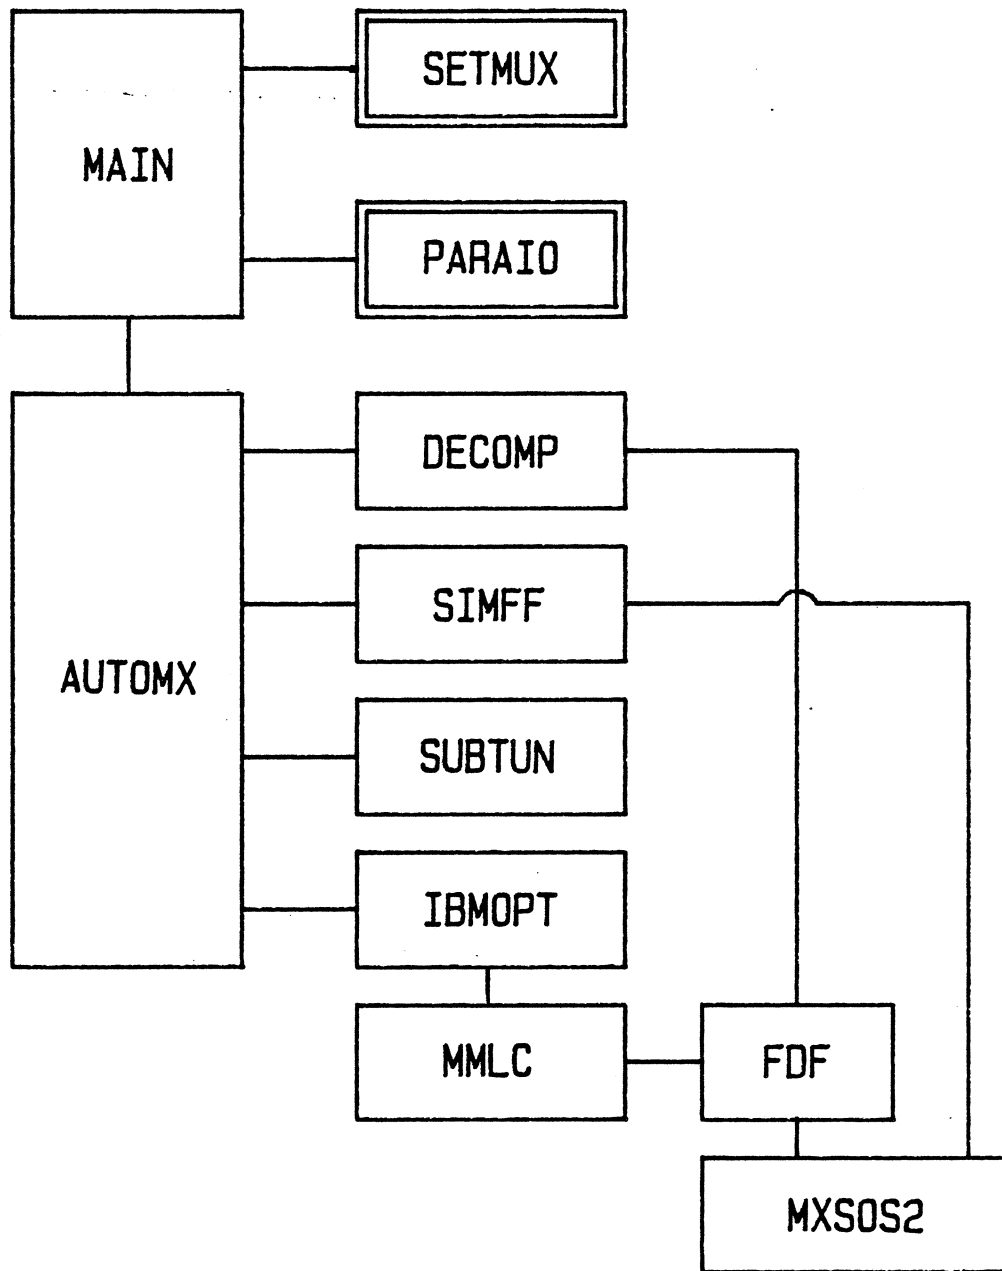 SETMUX
MAIN
PARAIO
DECOMP
SIMFF
AUTOMX
SUBTUN
IBMOPT
MMLC
FDF
MXSOS2